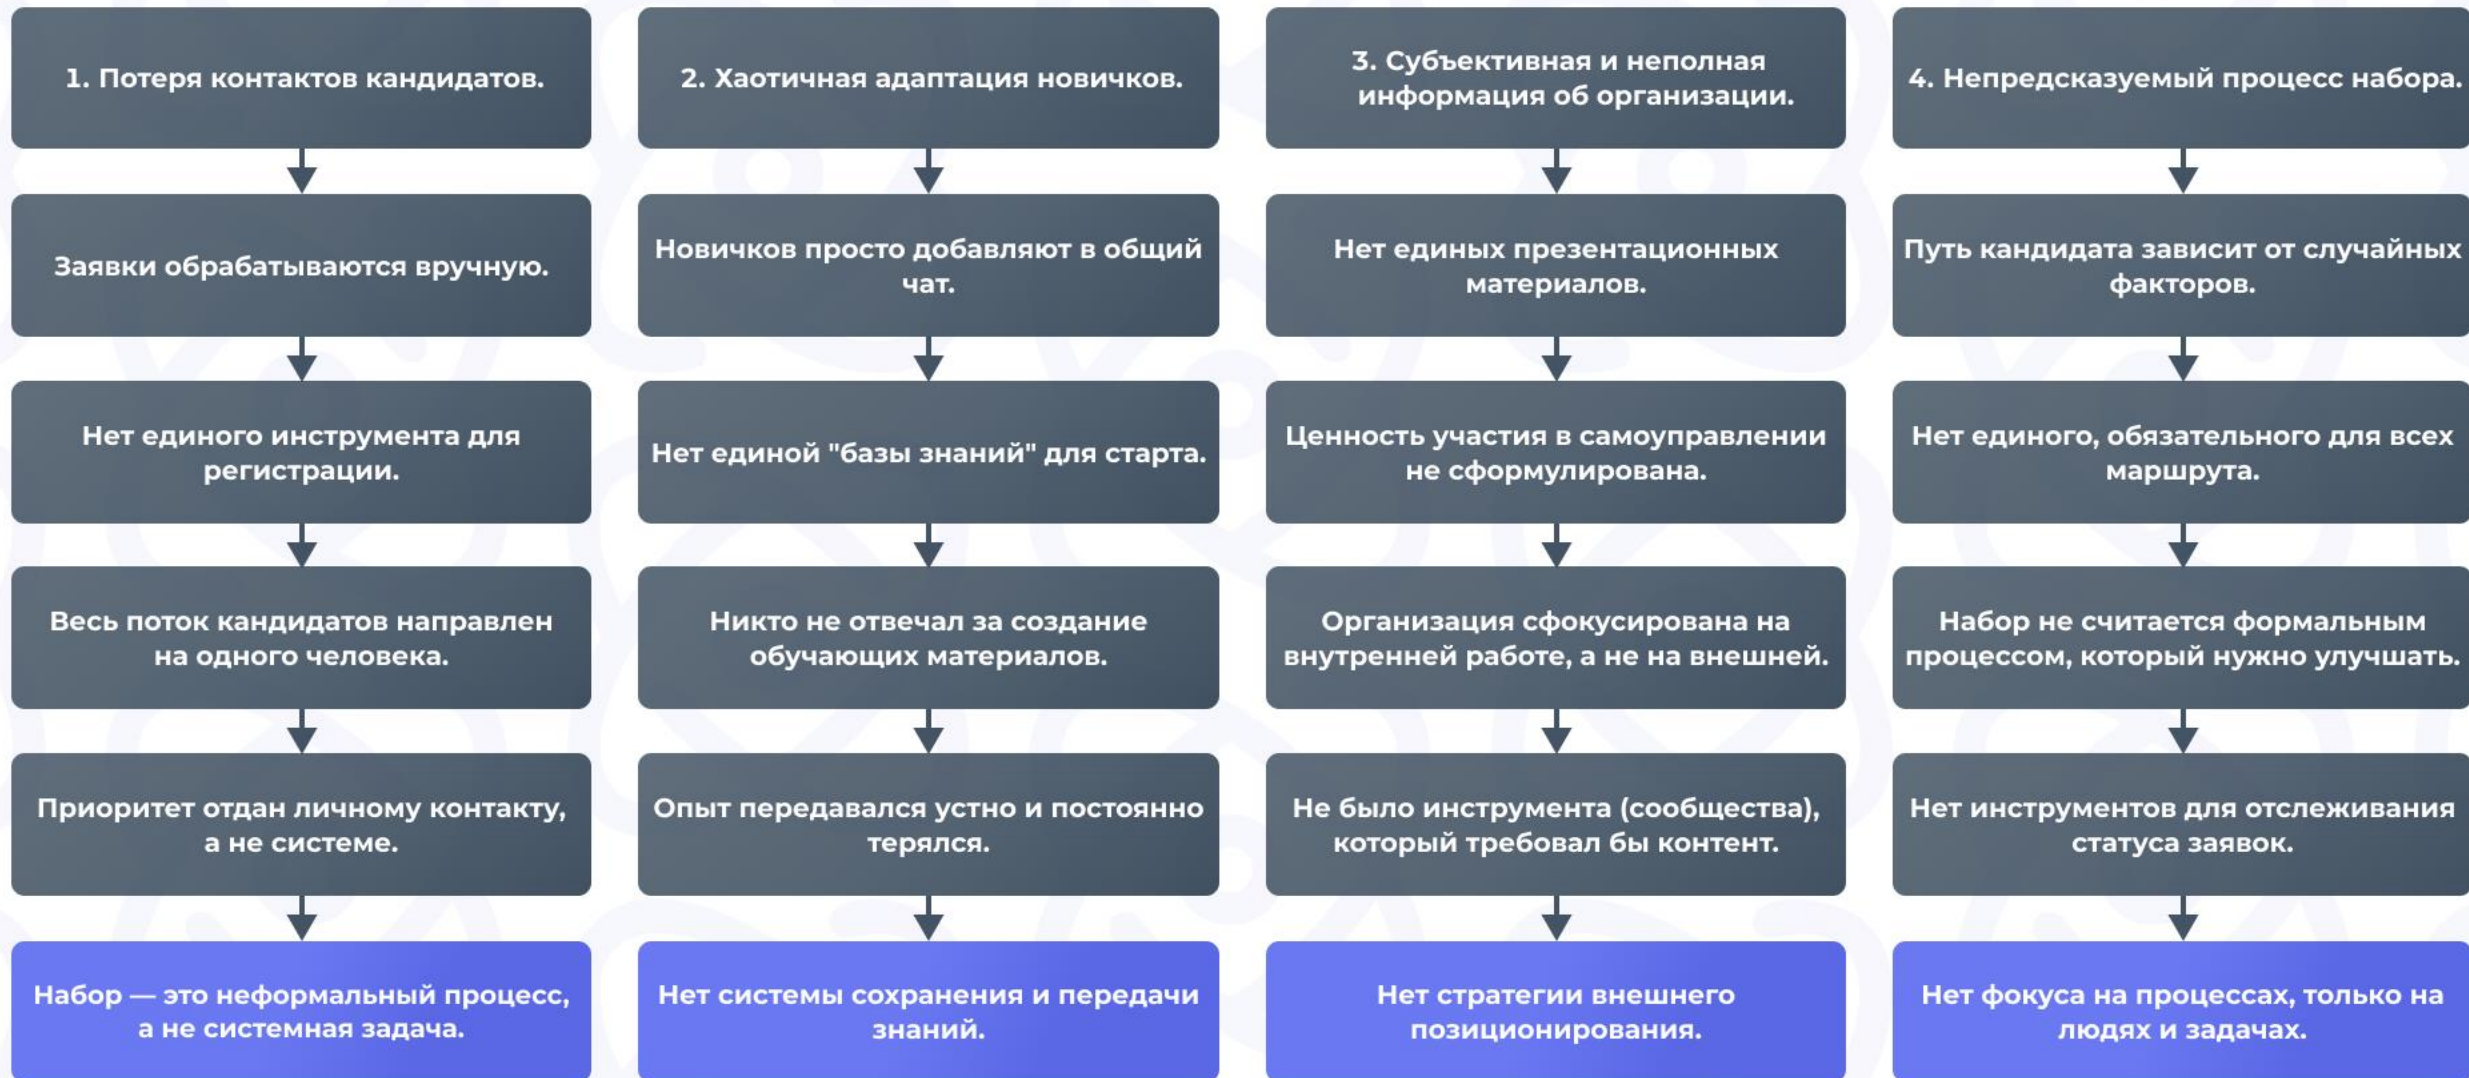 1. Потеря контактов кандидатов.
Заявки обрабатываются вручную.
Нет единого инструмента для
регистрации.
Весь поток кандидатов направлен
на одного человека.
Приоритет отдан личному контакту,
а не системе.
Набор — это неформальный процесс,
а не системная задача.
2. Хаотичная адаптация новичков.
Новичков просто добавляют в общий
чат.
Нет единой "базы знаний" для старта.
Никто не отвечал за создание
обучающих материалов.
Опыт передавался устно и постоянно
терялся.
Нет системы сохранения и передачи
знаний.
3. Субъективная и неполная
информация об организации.
Нет единых презентационных
материалов.
Ценность участия в самоуправлении
не сформулирована.
Организация сфокусирована на
внутренней работе, а не на внешней.
Не было инструмента (сообщества),
который требовал бы контент.
Нет стратегии внешнего
позиционирования.
4. Непредсказуемый процесс набора.
Путь кандидата зависит от случайных
факторов.
Нет единого, обязательного для всех
маршрута.
Набор не считается формальным
процессом, который нужно улучшать.
Нет инструментов для отслеживания
статуса заявок.
Нет фокуса на процессах, только на
людях и задачах.